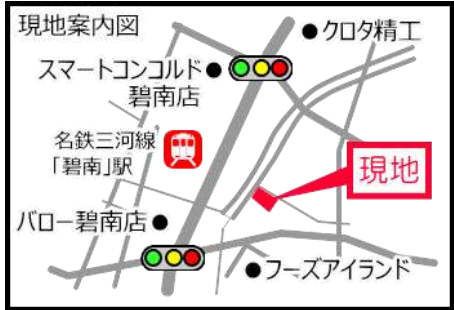 現地案内図
クロタ精工
スマートコンコルド
碧南店
名鉄三河線
「碧南」駅
現地
バロー碧南店
フーズアイランド